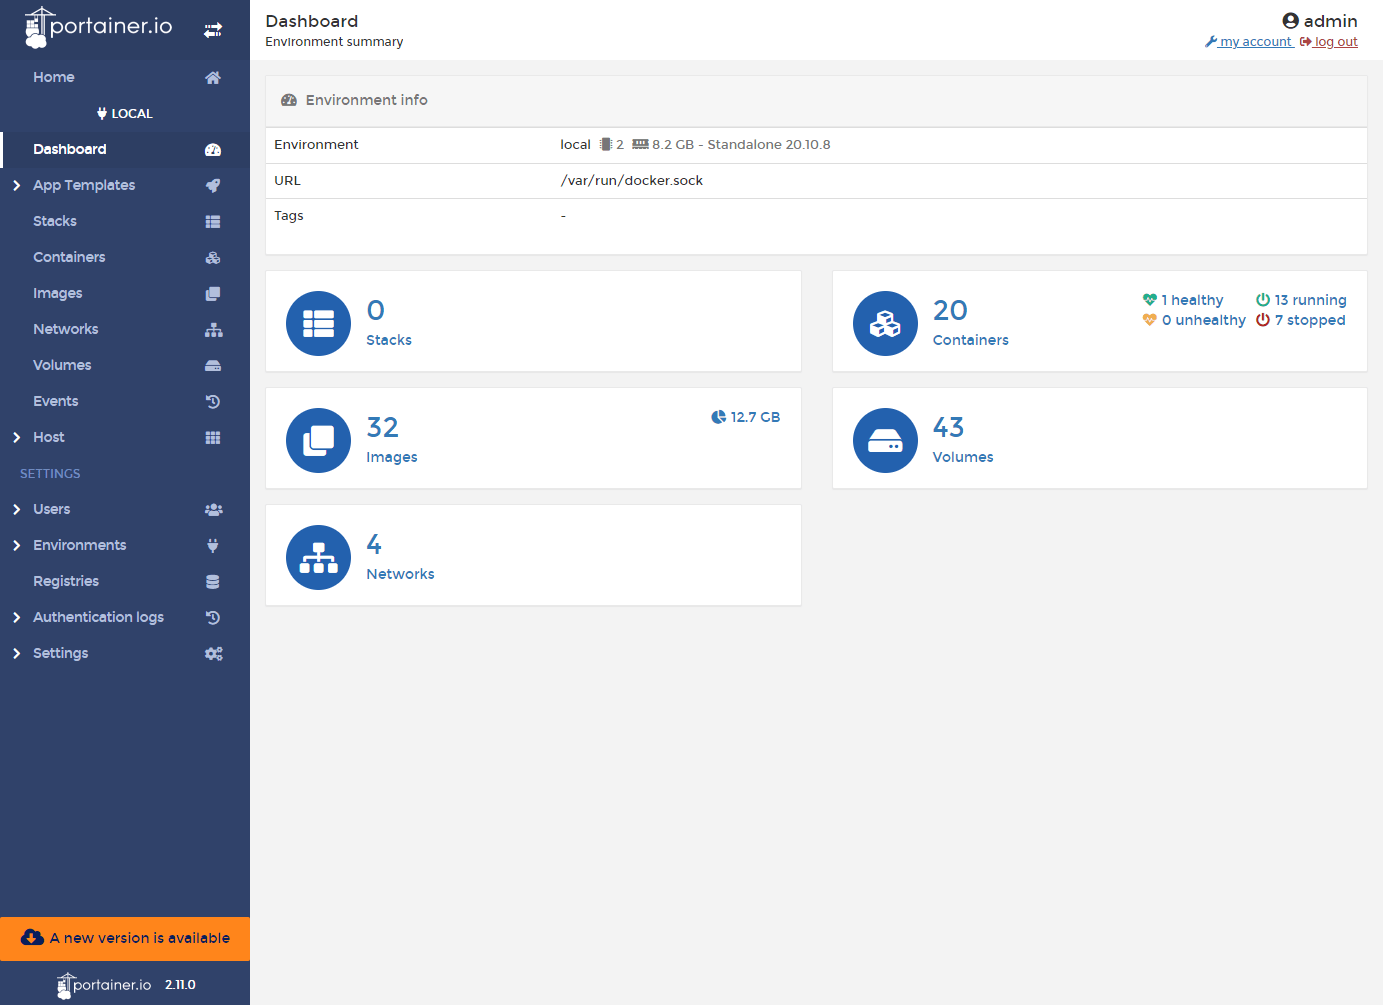 portainer.io
Home
LOCAL
Dashboard
App Templates
Stacks
Containers
Images
Networks
Volumes
Events
Host
SETTINGS
Users
Environments
Registries
Authentication logs
Settings
A new version is available
portainer.io 2.11.0
Dashboard
Environment summary
admin
my account log out
Environment info
Environment local 2 8.2 GB - Standalone 20.10.8
URL /var/run/docker.sock
Tags -
0
Stacks
20
Containers
1 healthy 13 running
0 unhealthy 7 stopped
32
Images
12.7 GB
43
Volumes
4
Networks